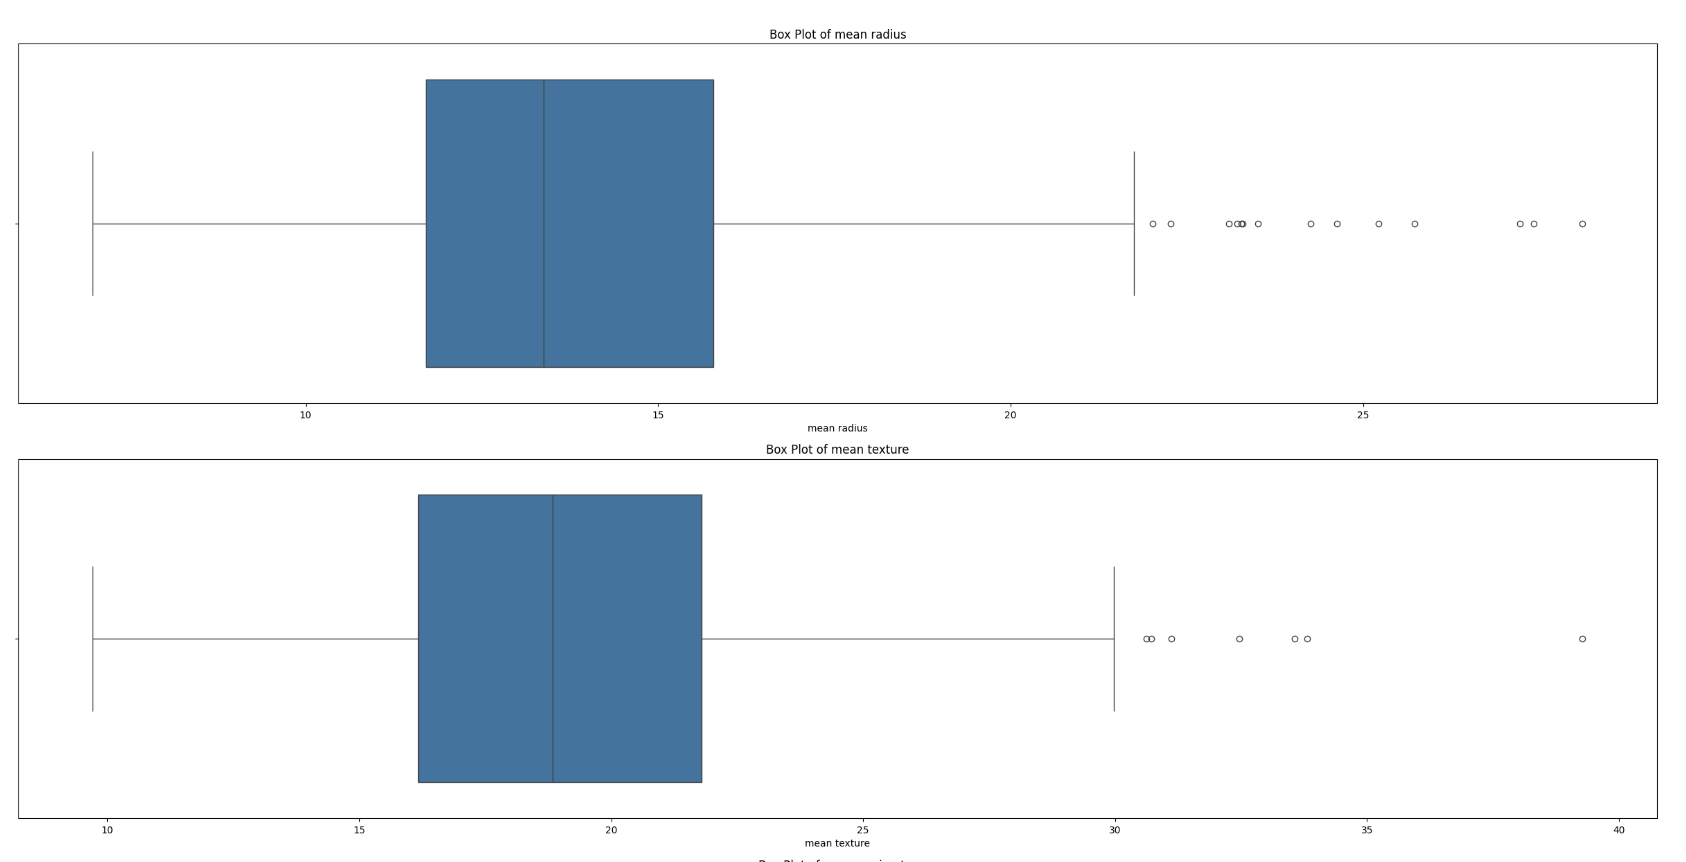 Box Plot of mean radius
10 15 20 25
mean radius
Box Plot of mean texture
10 15 20 25 30 35 40
mean texture